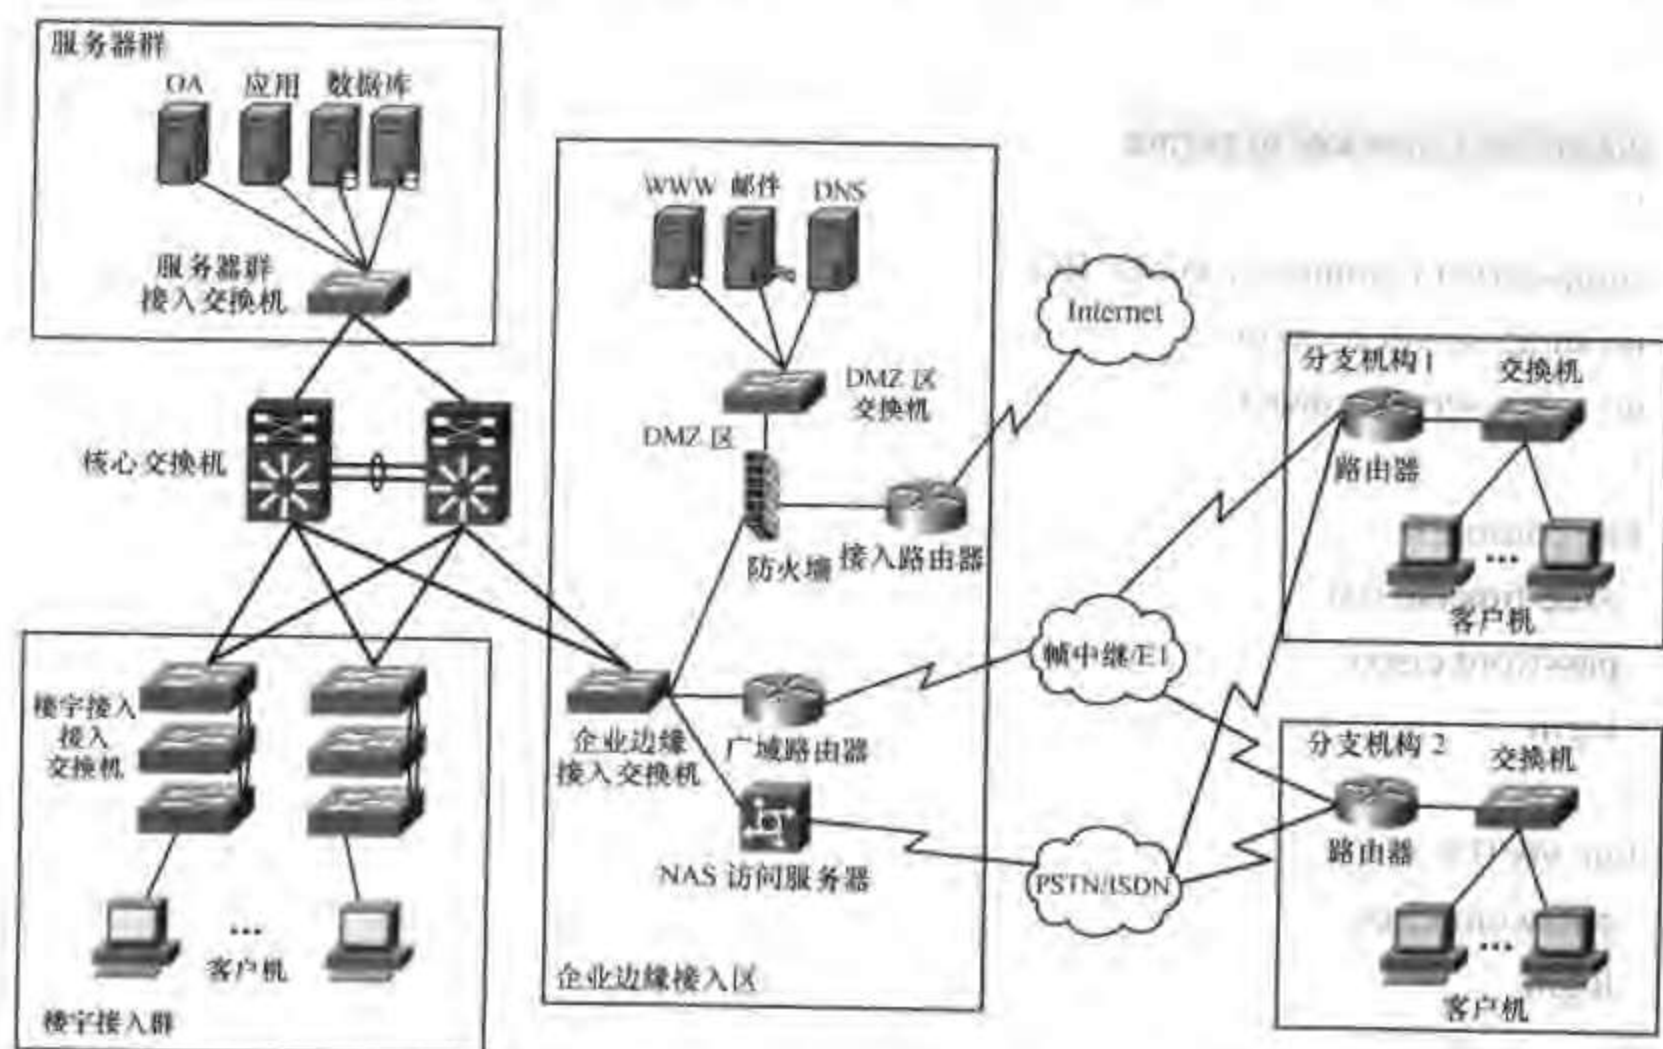 服务器群
OA 应用 数据库
服务器群
接入交换机
核心交换机
楼宇接入
接入
交换机
...
客户机
楼宇接入群
WWW 邮件 DNS
DMZ 区
交换机
DMZ 区
防火墙
接入路由器
企业边缘
接入交换机
广域路由器
NAS 访问服务器
企业边缘接入区
Internet
帧中继/E1
PSTN/ISDN
分支机构 1
交换机
路由器
...
客户机
分支机构 2
交换机
路由器
...
客户机